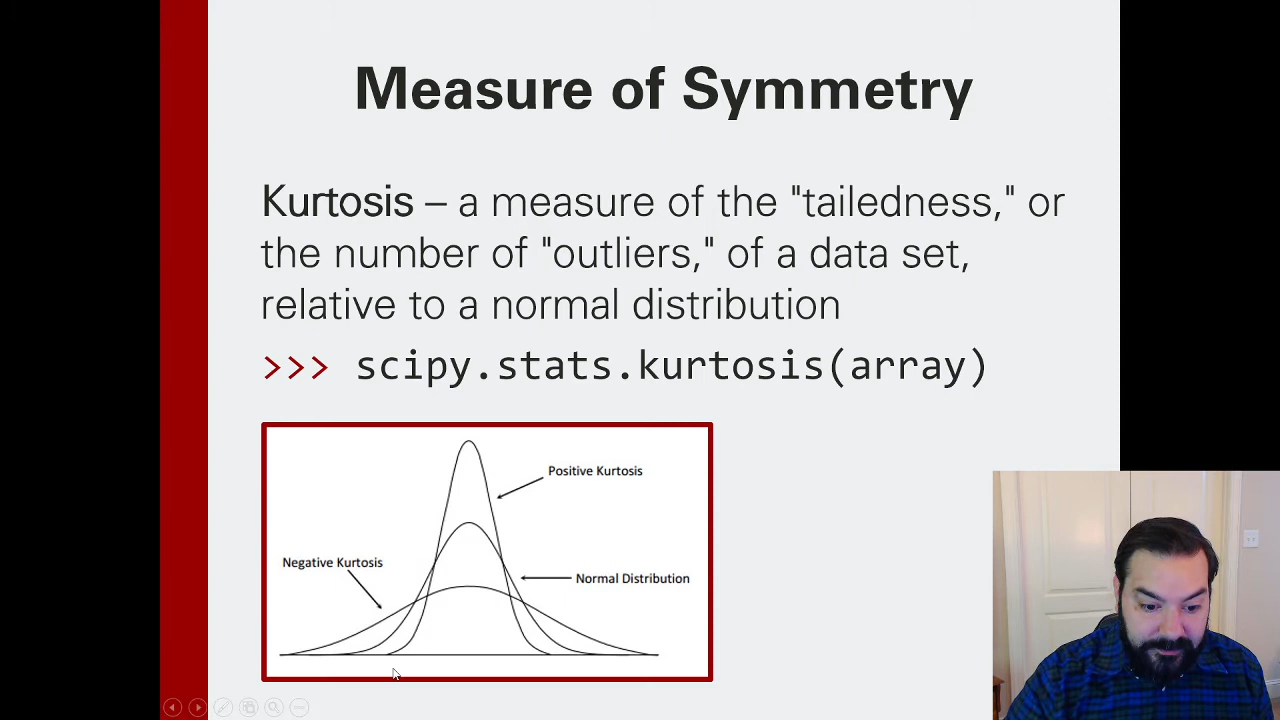 Measure of Symmetry
Kurtosis – a measure of the "tailedness," or
the number of "outliers," of a data set,
relative to a normal distribution
>>> scipy.stats.kurtosis(array)
Positive Kurtosis
Negative Kurtosis
Normal Distribution